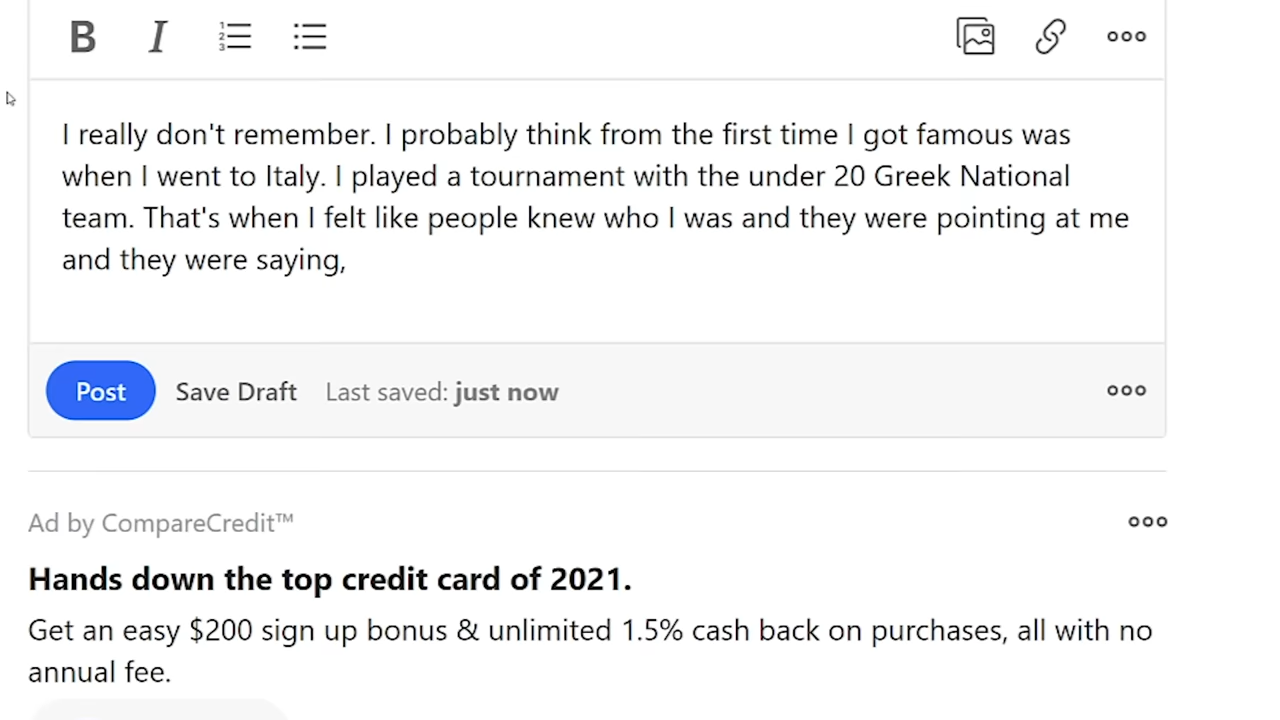 B I
I really don't remember. I probably think from the first time I got famous was
when I went to Italy. I played a tournament with the under 20 Greek National
team. That's when I felt like people knew who I was and they were pointing at me
and they were saying,
Post Save Draft Last saved: just now
Ad by CompareCredit™
Hands down the top credit card of 2021.
Get an easy $200 sign up bonus & unlimited 1.5% cash back on purchases, all with no
annual fee.